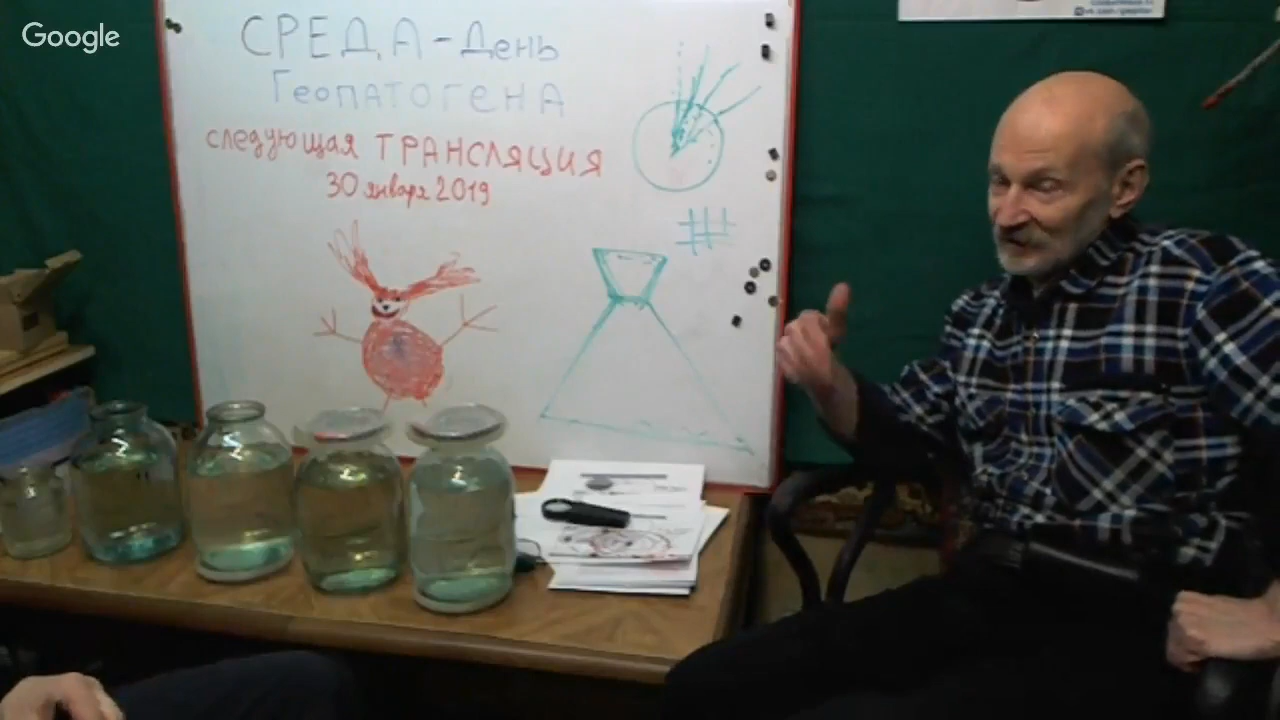 Google
СРЕДА - День
Геопатогена
следующая ТРАНСЛЯЦИЯ
30 января 2019